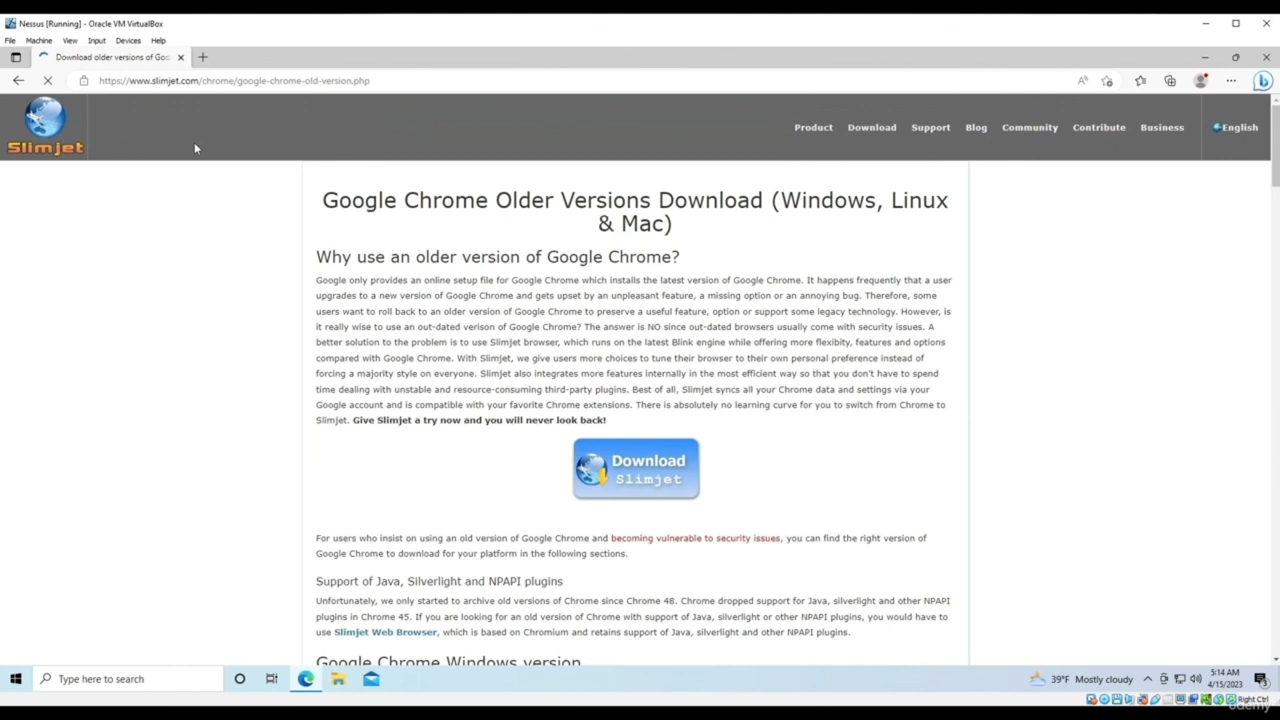 Nessus [Running] - Oracle VM VirtualBox
File Machine View Input Devices Help
Download older versions of Goo
https://www.slimjet.com/chrome/google-chrome-old-version.php
Slimjet
Product Download Support Blog Community Contribute Business English
Google Chrome Older Versions Download (Windows, Linux
& Mac)
Why use an older version of Google Chrome?
Google only provides an online setup file for Google Chrome which installs the latest version of Google Chrome. It happens frequently that a user
upgrades to a new version of Google Chrome and gets upset by an unpleasant feature, a missing option or an annoying bug. Therefore, some
users want to roll back to an older version of Google Chrome to preserve a useful feature, option or support some legacy technology. However, is
it really wise to use an out-dated verison of Google Chrome? The answer is NO since out-dated browsers usually come with security issues. A
better solution to the problem is to use Slimjet browser, which runs on the latest Blink engine while offering more flexibity, features and options
compared with Google Chrome. With Slimjet, we give users more choices to tune their browser to their own personal preference instead of
forcing a majority style on everyone. Slimjet also integrates more features internally in the most efficient way so that you don't have to spend
time dealing with unstable and resource-consuming third-party plugins. Best of all, Slimjet syncs all your Chrome data and settings via your
Google account and is compatible with your favorite Chrome extensions. There is absolutely no learning curve for you to switch from Chrome to
Slimjet. Give Slimjet a try now and you will never look back!
Download
Slimjet
For users who insist on using an old version of Google Chrome and becoming vulnerable to security issues, you can find the right version of
Google Chrome to download for your platform in the following sections.
Support of Java, Silverlight and NPAPI plugins
Unfortunately, we only started to archive old versions of Chrome since Chrome 48. Chrome dropped support for Java, silverlight and other NPAPI
plugins in Chrome 45. If you are looking for an old version of Chrome with support of Java, silverlight or other NPAPI plugins, you would have to
use Slimjet Web Browser, which is based on Chromium and retains support of Java, silverlight and other NPAPI plugins.
Google Chrome Windows version
Type here to search
39°F Mostly cloudy
5:14 AM
4/15/2023
Right Ctrl
udemy